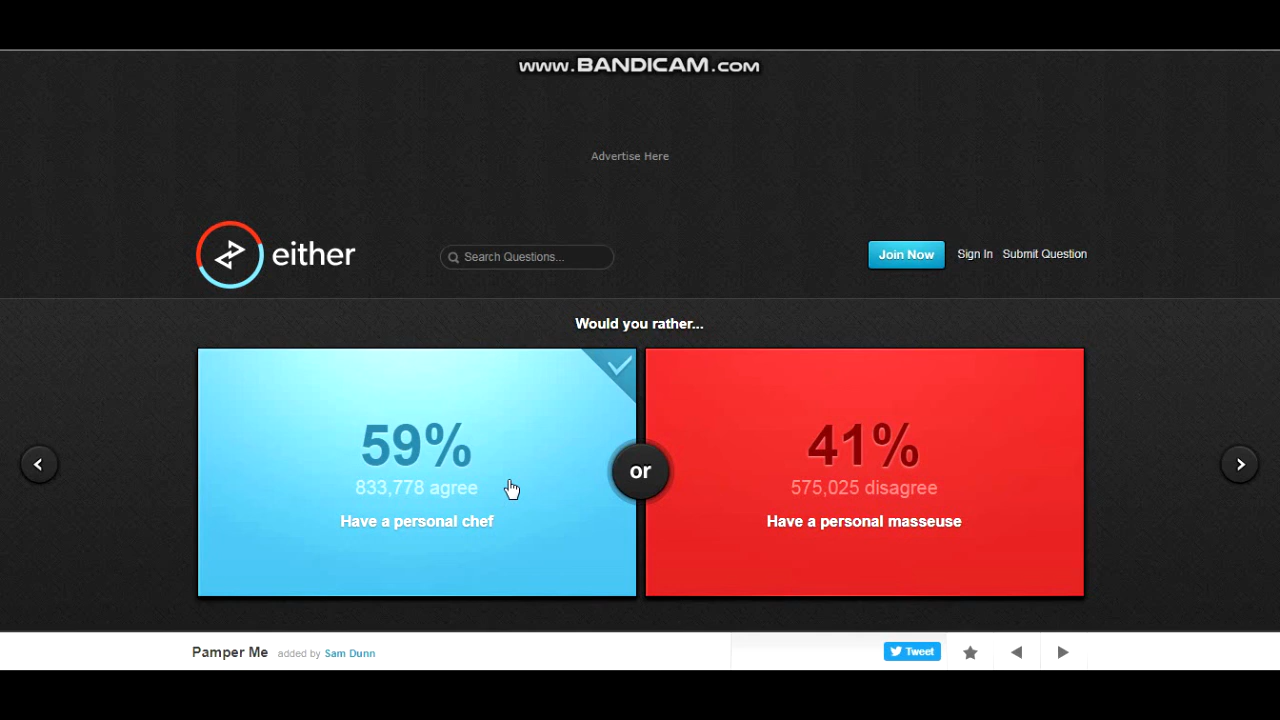 www.BANDICAM.com
Advertise Here
either
Search Questions...
Join Now
Sign In
Submit Question
Would you rather...
59%
833,778 agree
Have a personal chef
or
41%
575,025 disagree
Have a personal masseuse
Pamper Me added by Sam Dunn
Tweet